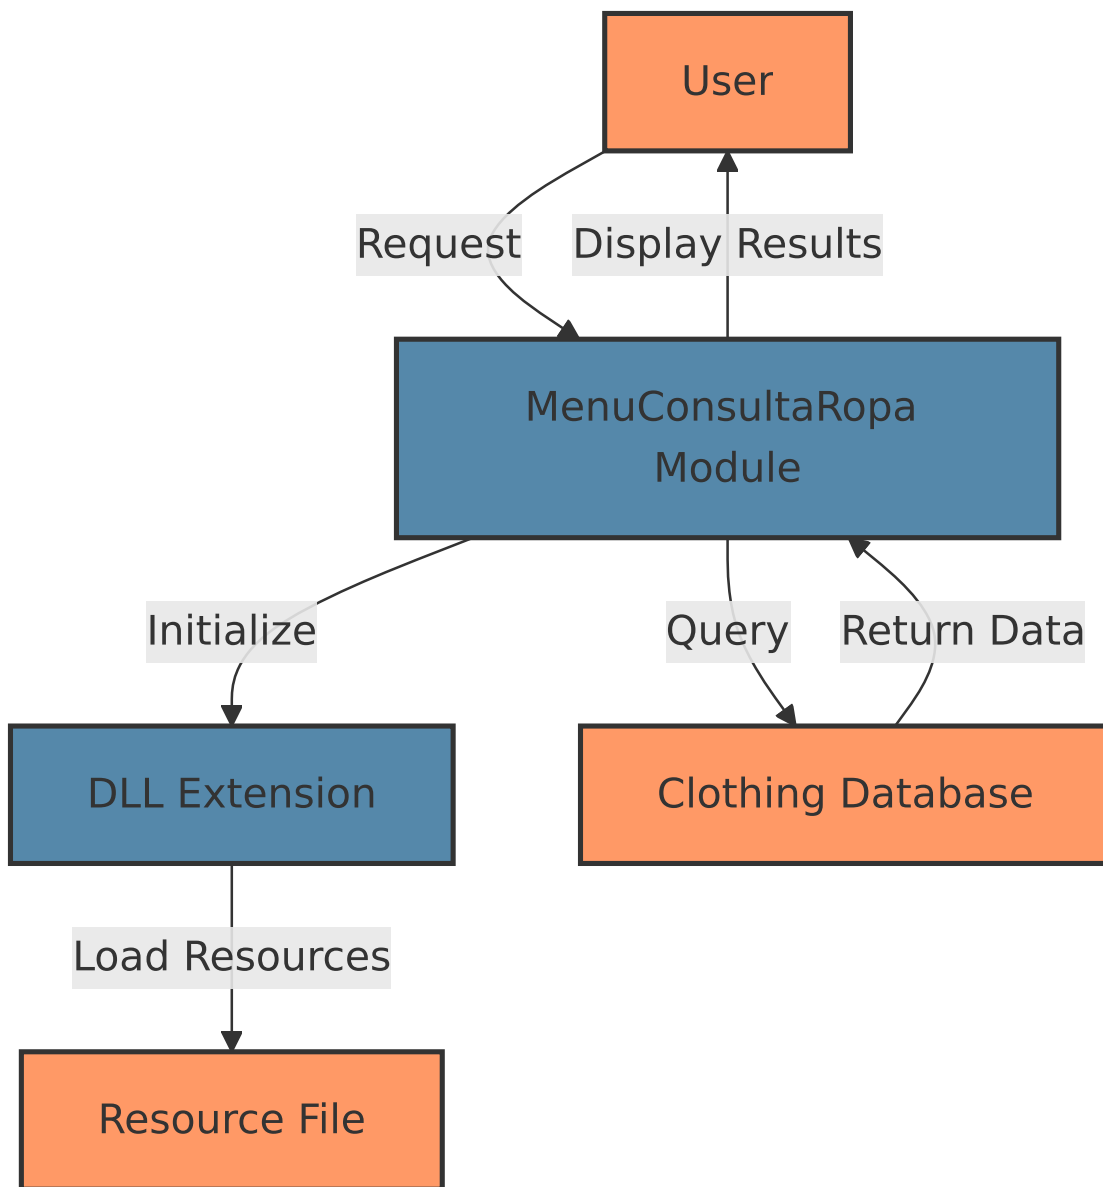 User
Request
Display Results
MenuConsultaRopa
Module
Initialize
Query
Return Data
DLL Extension
Clothing Database
Load Resources
Resource File